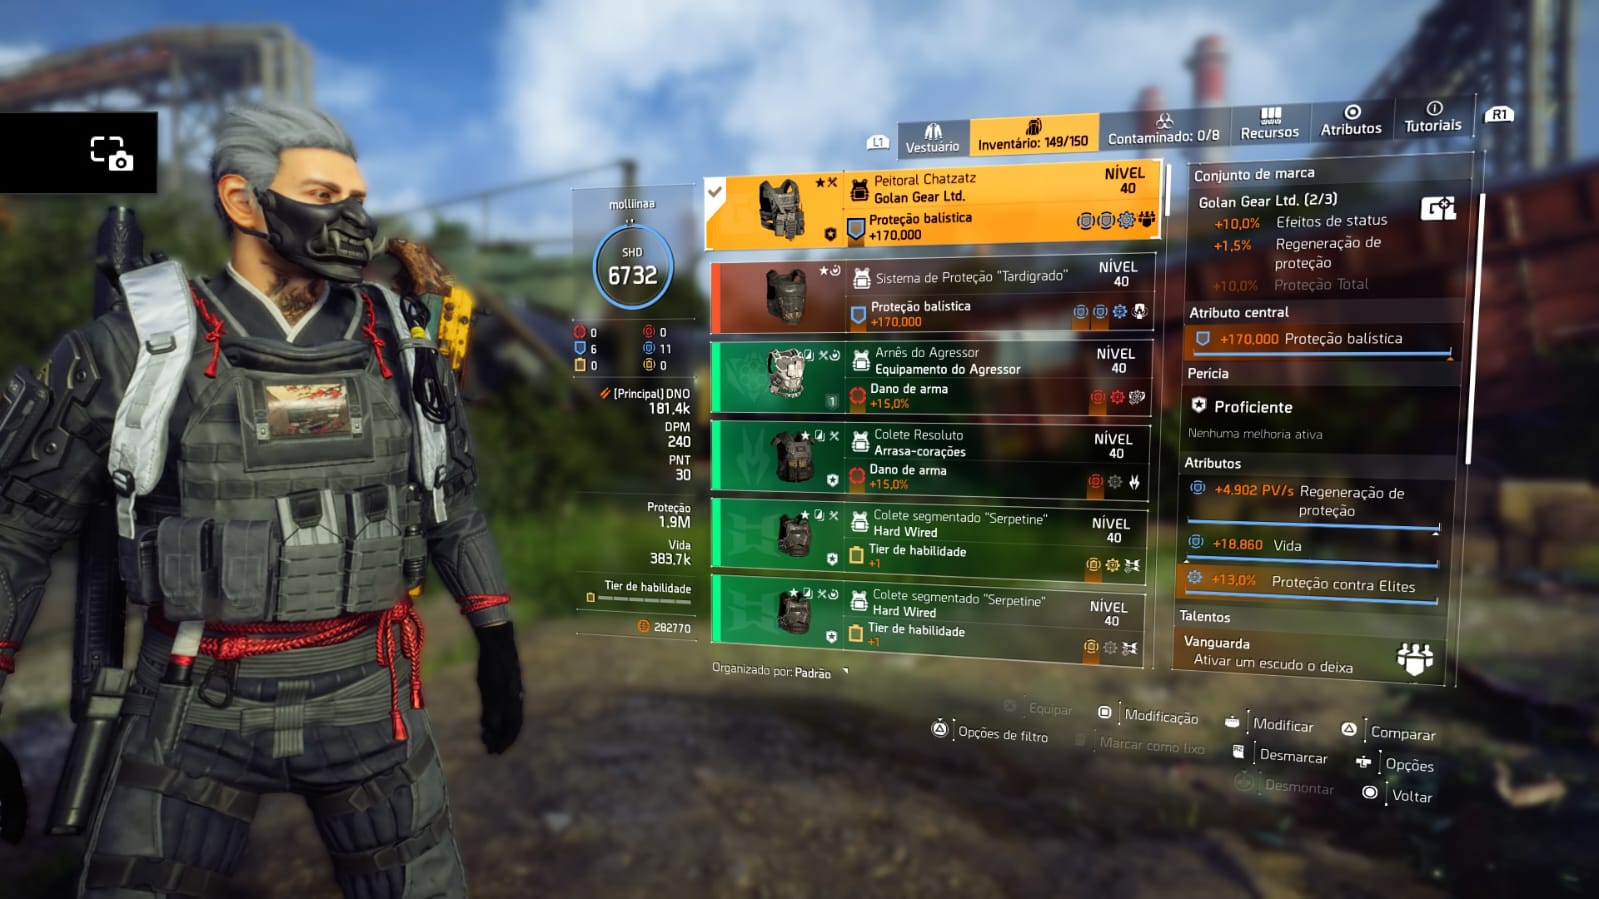 L1
Vestuário
Inventário: 149/150
Contaminado: 0/8
Recursos
Atributos
Tutoriais
R1
molliinaa
SHD
6732
0
0
6
11
0
0
[Principal] DNO
181.4k
DPM
240
PNT
30
Proteção
1.9M
Vida
383.7k
Tier de habilidade
282770
Peitoral Chatzatz
Golan Gear Ltd.
NÍVEL
40
Proteção balística
+170,000
Sistema de Proteção "Tardigrado"
NÍVEL
40
Proteção balística
+170,000
Arnês do Agressor
Equipamento do Agressor
NÍVEL
40
Dano de arma
+15,0%
1
Colete Resoluto
Arrasa-corações
NÍVEL
40
Dano de arma
+15,0%
Colete segmentado "Serpetine"
Hard Wired
NÍVEL
40
Tier de habilidade
+1
Colete segmentado "Serpetine"
Hard Wired
NÍVEL
40
Tier de habilidade
+1
Organizado por: Padrão
Conjunto de marca
Golan Gear Ltd. (2/3)
+10,0% Efeitos de status
+1,5% Regeneração de
proteção
+10,0% Proteção Total
Atributo central
+170,000 Proteção balística
Perícia
Proficiente
Nenhuma melhoria ativa
Atributos
+4.902 PV/s Regeneração de
proteção
+18.860 Vida
+13,0% Proteção contra Elites
Talentos
Vanguarda
Ativar um escudo o deixa
Equipar
Modificação
Modificar
Comparar
Opções de filtro
Marcar como lixo
R2
Desmarcar
Opções
Desmontar
Voltar